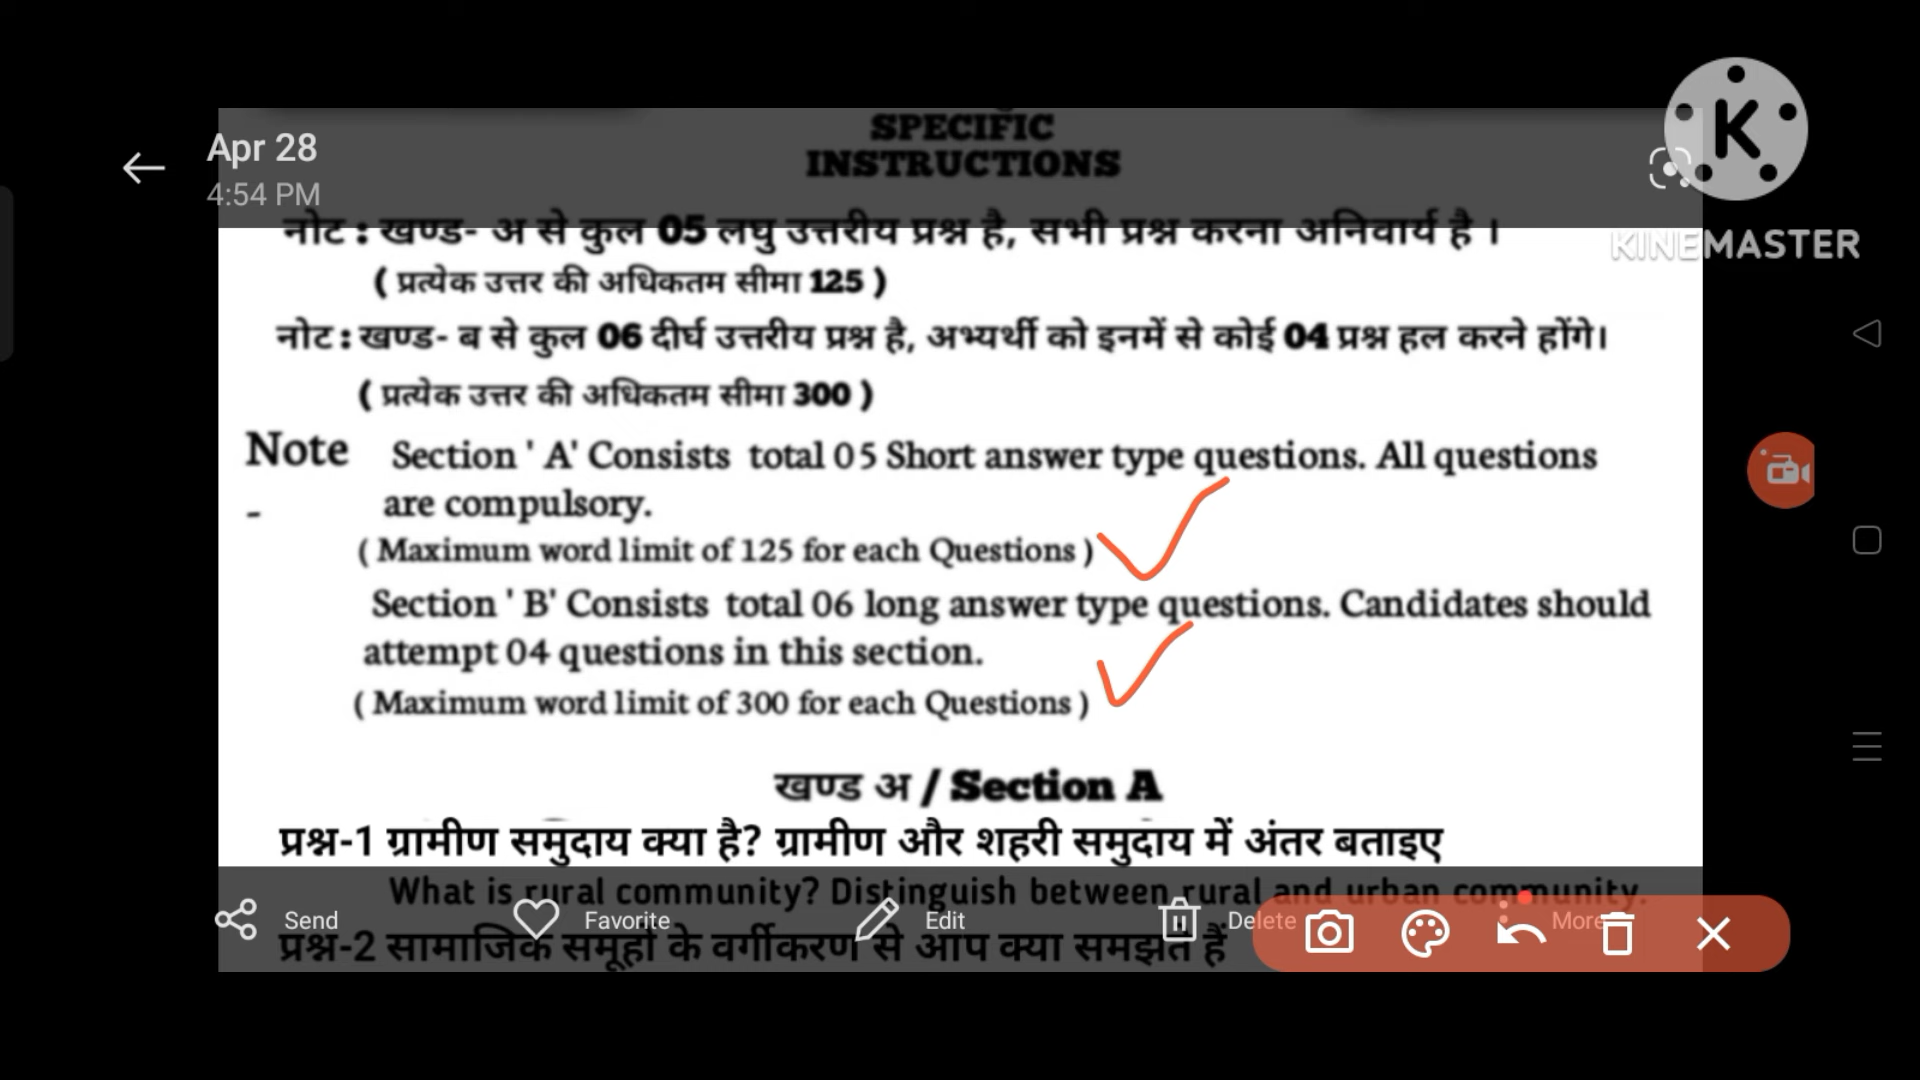 Apr 28
4:54 PM
SPECIFIC
INSTRUCTIONS
KINEMASTER
नोट : खण्ड- अ से कुल 05 लघु उत्तरीय प्रश्न है, सभी प्रश्न करना अनिवार्य है ।
( प्रत्येक उत्तर की अधिकतम सीमा 125 )
नोट : खण्ड- ब से कुल 06 दीर्घ उत्तरीय प्रश्न है, अभ्यर्थी को इनमें से कोई 04 प्रश्न हल करने होंगे।
( प्रत्येक उत्तर की अधिकतम सीमा 300 )
Note Section ' A' Consists total 05 Short answer type questions. All questions
- are compulsory.
( Maximum word limit of 125 for each Questions )
Section ' B' Consists total 06 long answer type questions. Candidates should
attempt 04 questions in this section.
( Maximum word limit of 300 for each Questions )
खण्ड अ / Section A
प्रश्न-1 ग्रामीण समुदाय क्या है? ग्रामीण और शहरी समुदाय में अंतर बताइए
What is rural community? Distinguish between rural and urban community.
Send Favorite Edit Delete More
प्रश्न-2 सामाजिक समूहों के वर्गीकरण से आप क्या समझते हैं